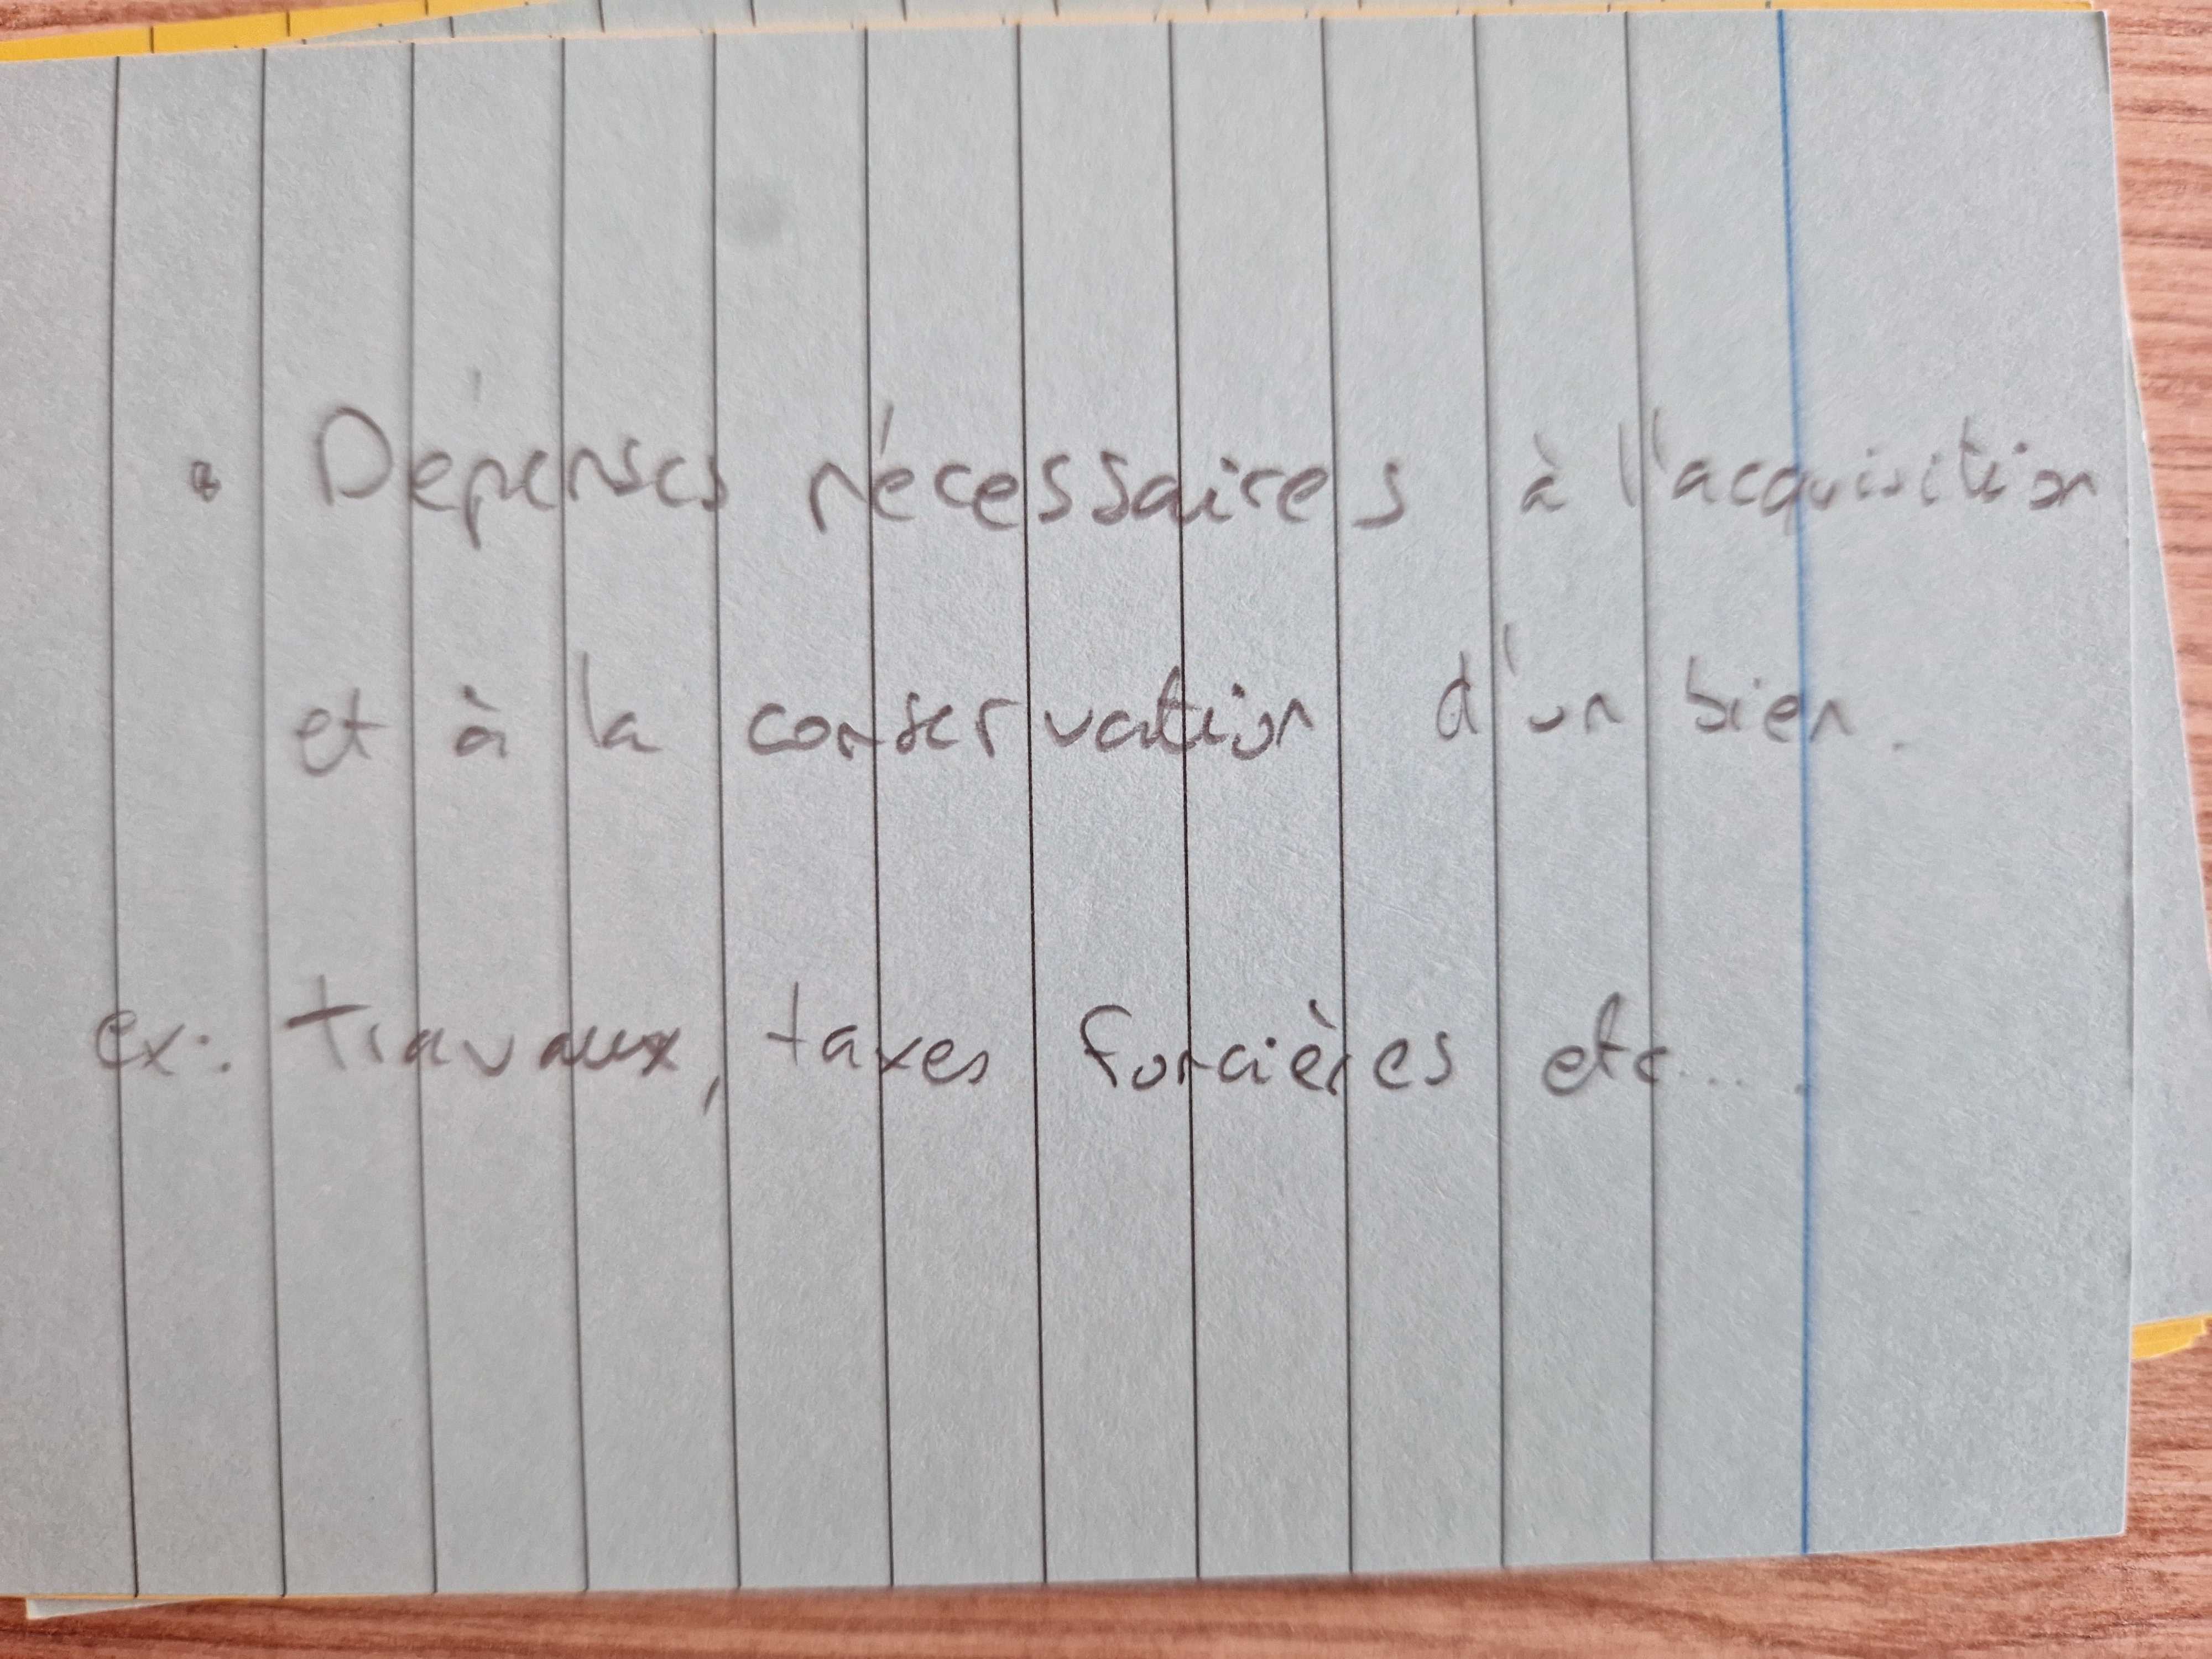 • Dépenses nécessaires à l'acquisition
et à la conservation d'un bien.
ex: Travaux, taxes foncières etc.....